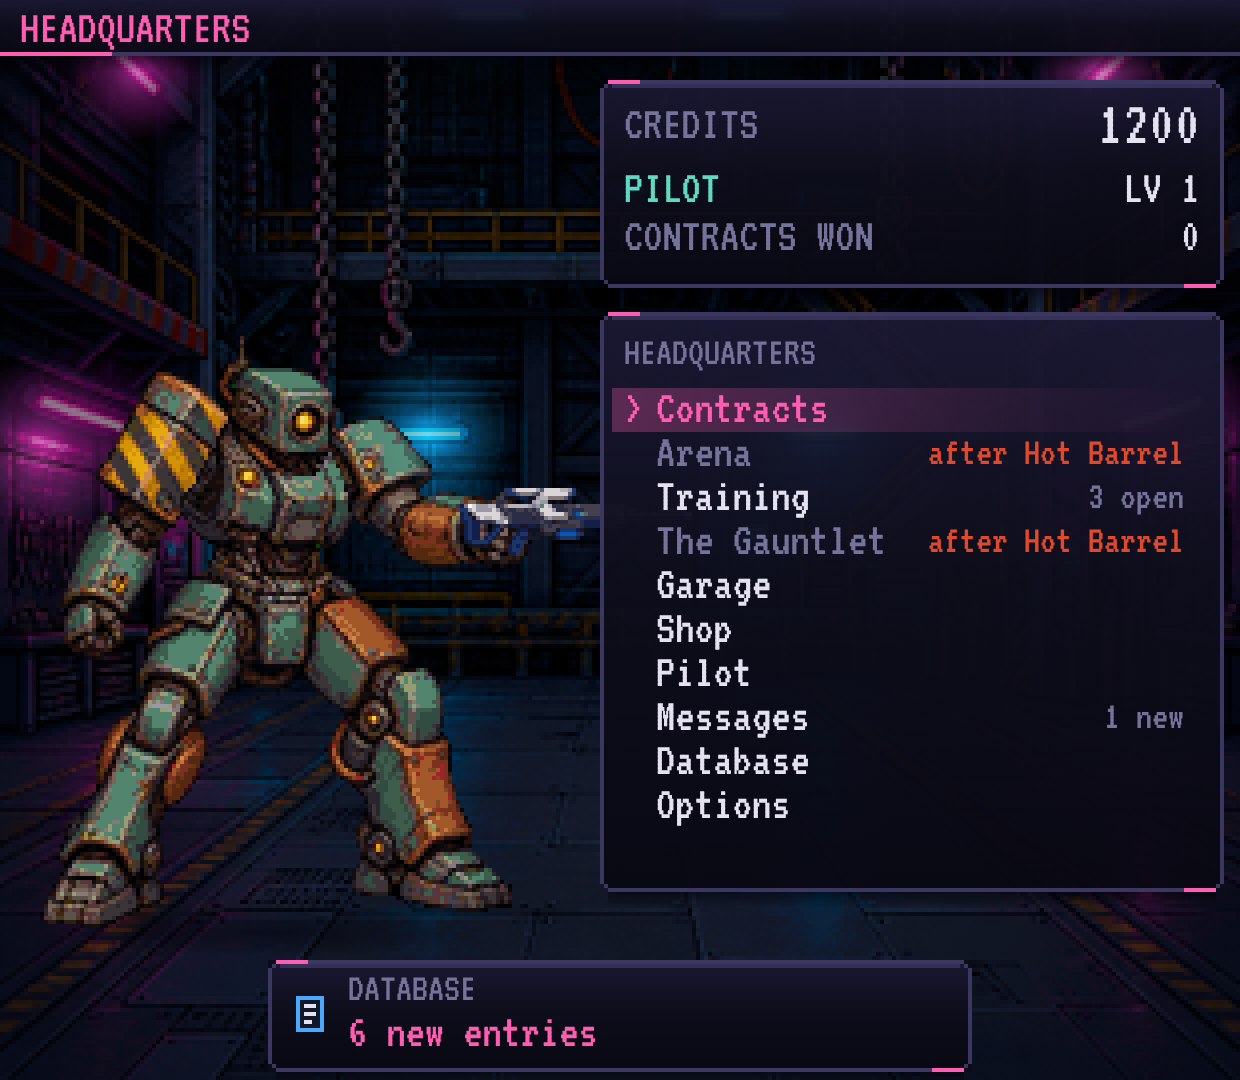 HEADQUARTERS
CREDITS 1200
PILOT LV 1
CONTRACTS WON 0
HEADQUARTERS
> Contracts
Arena after Hot Barrel
Training 3 open
The Gauntlet after Hot Barrel
Garage
Shop
Pilot
Messages 1 new
Database
Options
DATABASE
6 new entries